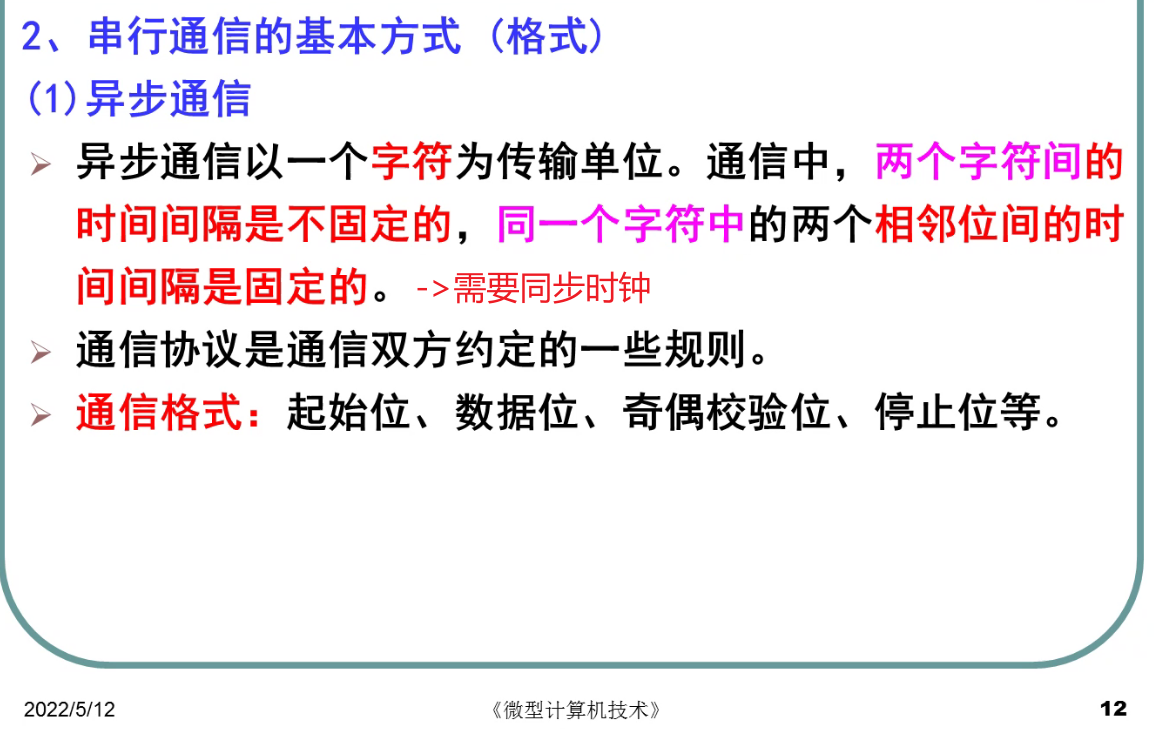 2、串行通信的基本方式 (格式)
(1)异步通信
➢ 异步通信以一个字符为传输单位。通信中，两个字符间的
时间间隔是不固定的，同一个字符中的两个相邻位间的时
间间隔是固定的。 ->需要同步时钟
➢ 通信协议是通信双方约定的一些规则。
➢ 通信格式：起始位、数据位、奇偶校验位、停止位等。
2022/5/12
《微型计算机技术》
12